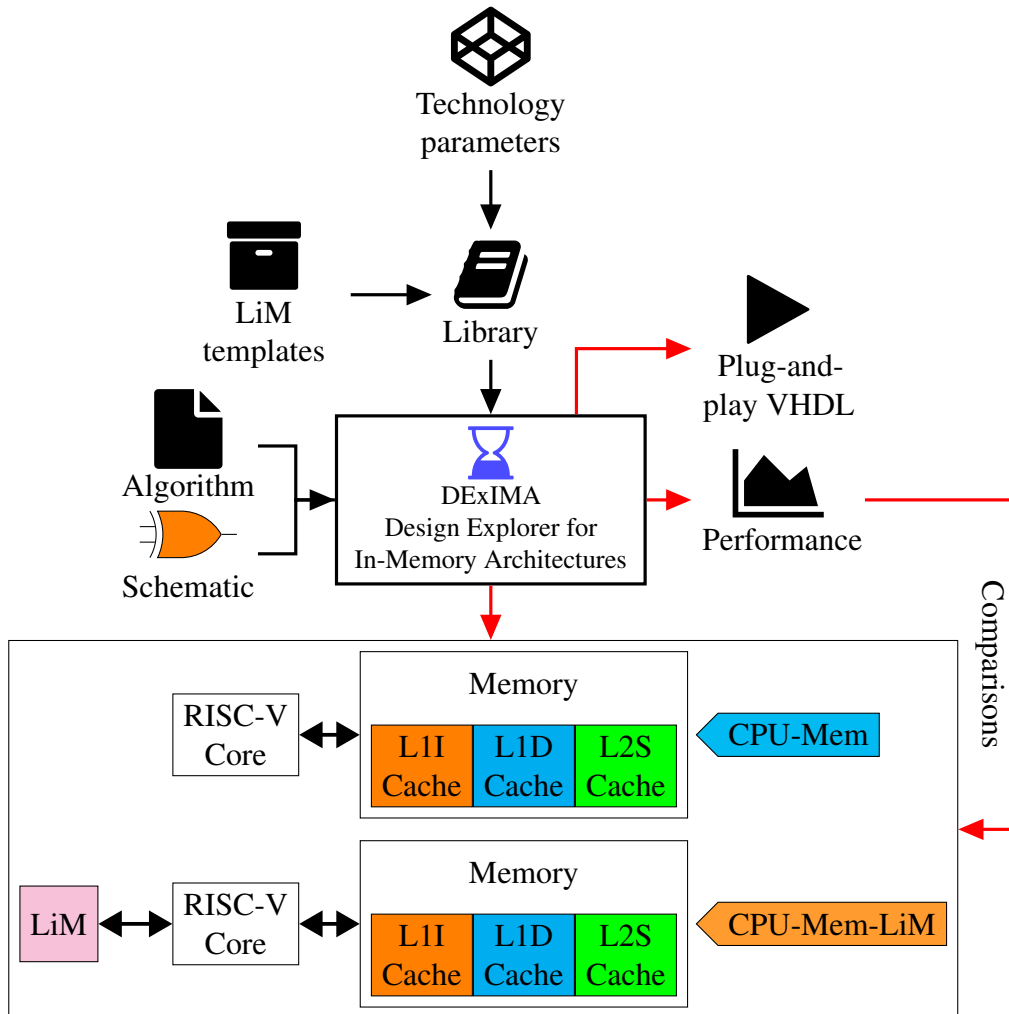 Technology
parameters
LiM
templates
Library
Plug-and-
play VHDL
Algorithm
Schematic
DExIMA
Design Explorer for
In-Memory Architectures
Performance
Comparisons
Memory
RISC-V
Core
L1I
Cache
L1D
Cache
L2S
Cache
CPU-Mem
Memory
LiM
RISC-V
Core
L1I
Cache
L1D
Cache
L2S
Cache
CPU-Mem-LiM